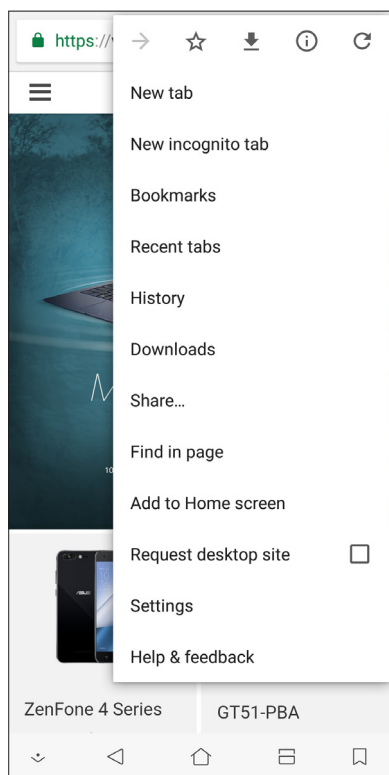 https://
New tab
New incognito tab
Bookmarks
Recent tabs
History
Downloads
Share...
Find in page
Add to Home screen
Request desktop site
Settings
Help & feedback
ASUS
ZenFone 4 Series
GT51-PBA